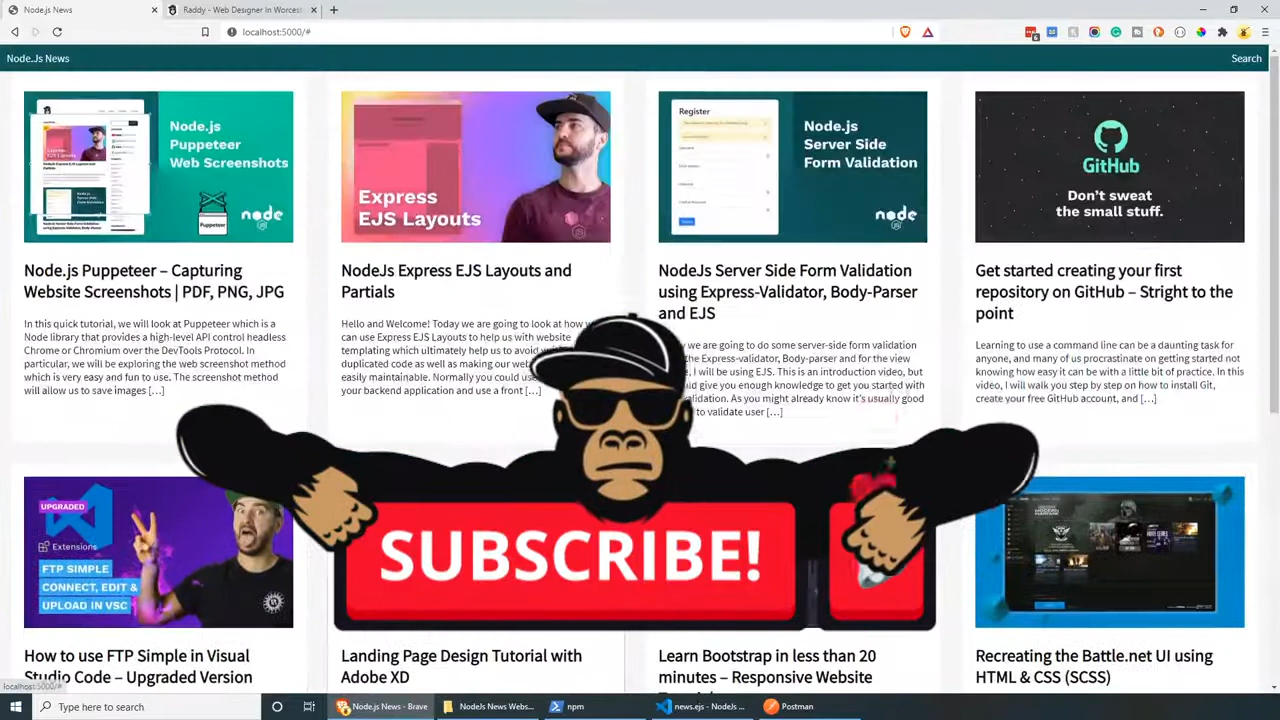 Node.js News
Raddy - Web Designer In Worcest
localhost:5000/#
Node.Js News
Search
Node.js
Puppeteer
Web Screenshots
Puppeteer
node
Express
EJS Layouts
Register
Node.js
Server Side
Form Validation
node
GitHub
Don't sweat
the small stuff.
Node.js Puppeteer – Capturing
Website Screenshots | PDF, PNG, JPG
NodeJs Express EJS Layouts and
Partials
NodeJs Server Side Form Validation
using Express-Validator, Body-Parser
and EJS
Get started creating your first
repository on GitHub – Stright to the
point
In this quick tutorial, we will look at Puppeteer which is a
Node library that provides a high-level API control headless
Chrome or Chromium over the DevTools Protocol. In
particular, we will be exploring the web screenshot method
which is very easy and fun to use. The screenshot method
will allow us to save images […]
Hello and Welcome! Today we are going to look at how
can use Express EJS Layouts to help us with website
templating which ultimately help us to avoid
duplicated code as well as making our
easily maintainable. Normally you could
your backend application and use a front […]
we are going to do some server-side form validation
the Express-validator, Body-parser and for the view
I will be using EJS. This is an introduction video, but
give you enough knowledge to get you started with
validation. As you might already know it's usually good
to validate user […]
Learning to use a command line can be a daunting task for
anyone, and many of us procrastinate on getting started not
knowing how easy it can be with a little bit of practice. In this
video, I will walk you step by step on how to install Git,
create your free GitHub account, and […]
UPGRADED
Extensions
FTP SIMPLE
CONNECT, EDIT &
UPLOAD IN VSC
SUBSCRIBE!
How to use FTP Simple in Visual
Studio Code – Upgraded Version
Landing Page Design Tutorial with
Adobe XD
Learn Bootstrap in less than 20
minutes – Responsive Website
Recreating the Battle.net UI using
HTML & CSS (SCSS)
localhost:5000/#
Type here to search
Node.js News - Brave
NodeJs News Webs...
npm
news.ejs - NodeJs ...
Postman